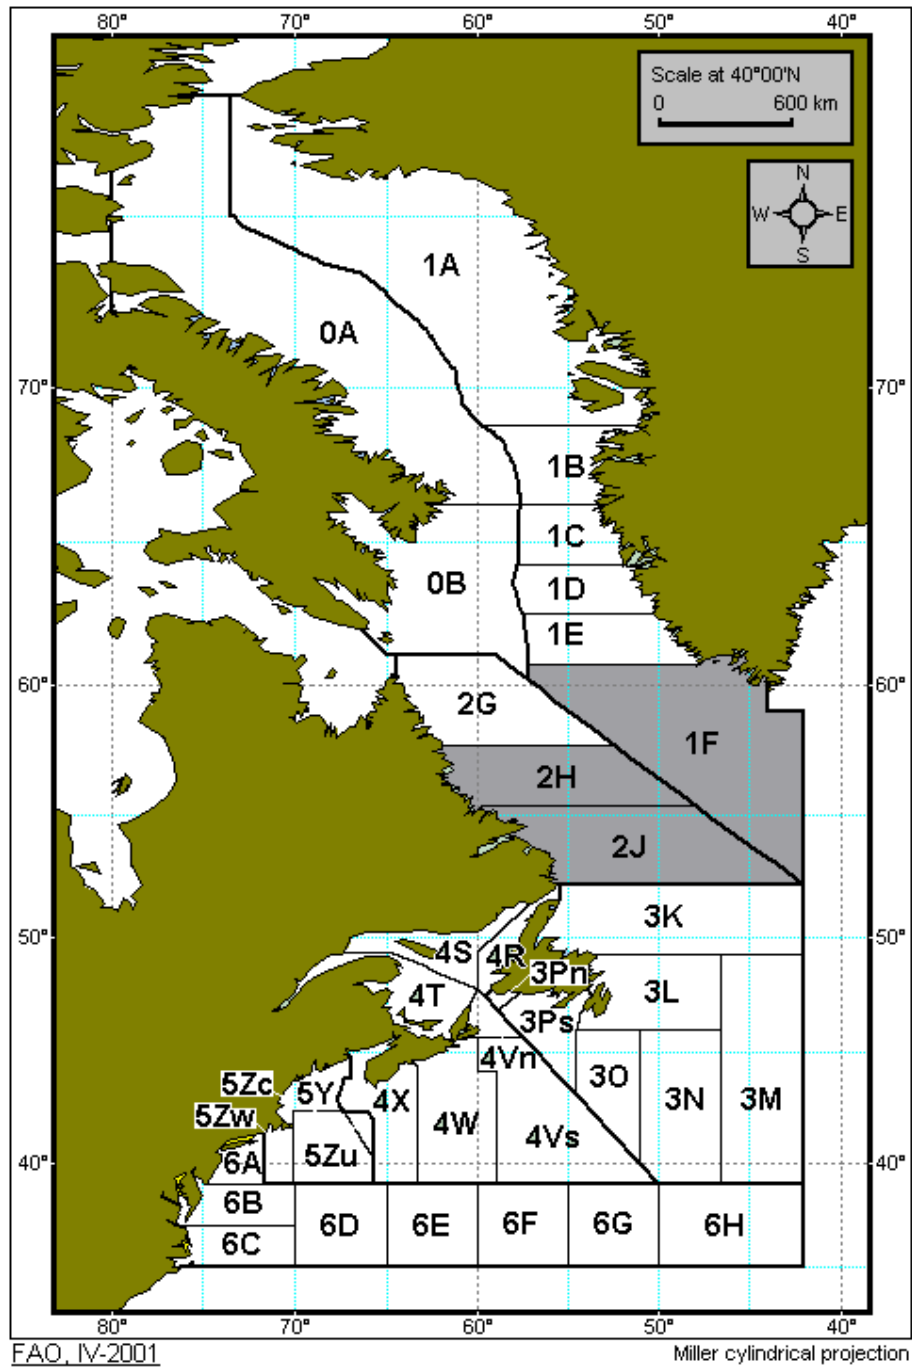 80° 70° 60° 50° 40°
Scale at 40°00'N
0 600 km
N
W E
S
1A
0A
70° 70°
1B
1C
0B
1D
1E
60° 60°
2G
1F
2H
2J
3K
50° 50°
4S 4R
3Pn
4T
3L
3Ps
4Vn
5Zc 5Y 4X
3O
3N 3M
5Zw
4W
4Vs
6A 5Zu
40° 40°
6B
6D 6E 6F 6G 6H
6C
80° 70° 60° 50° 40°
FAO, IV-2001 Miller cylindrical projection